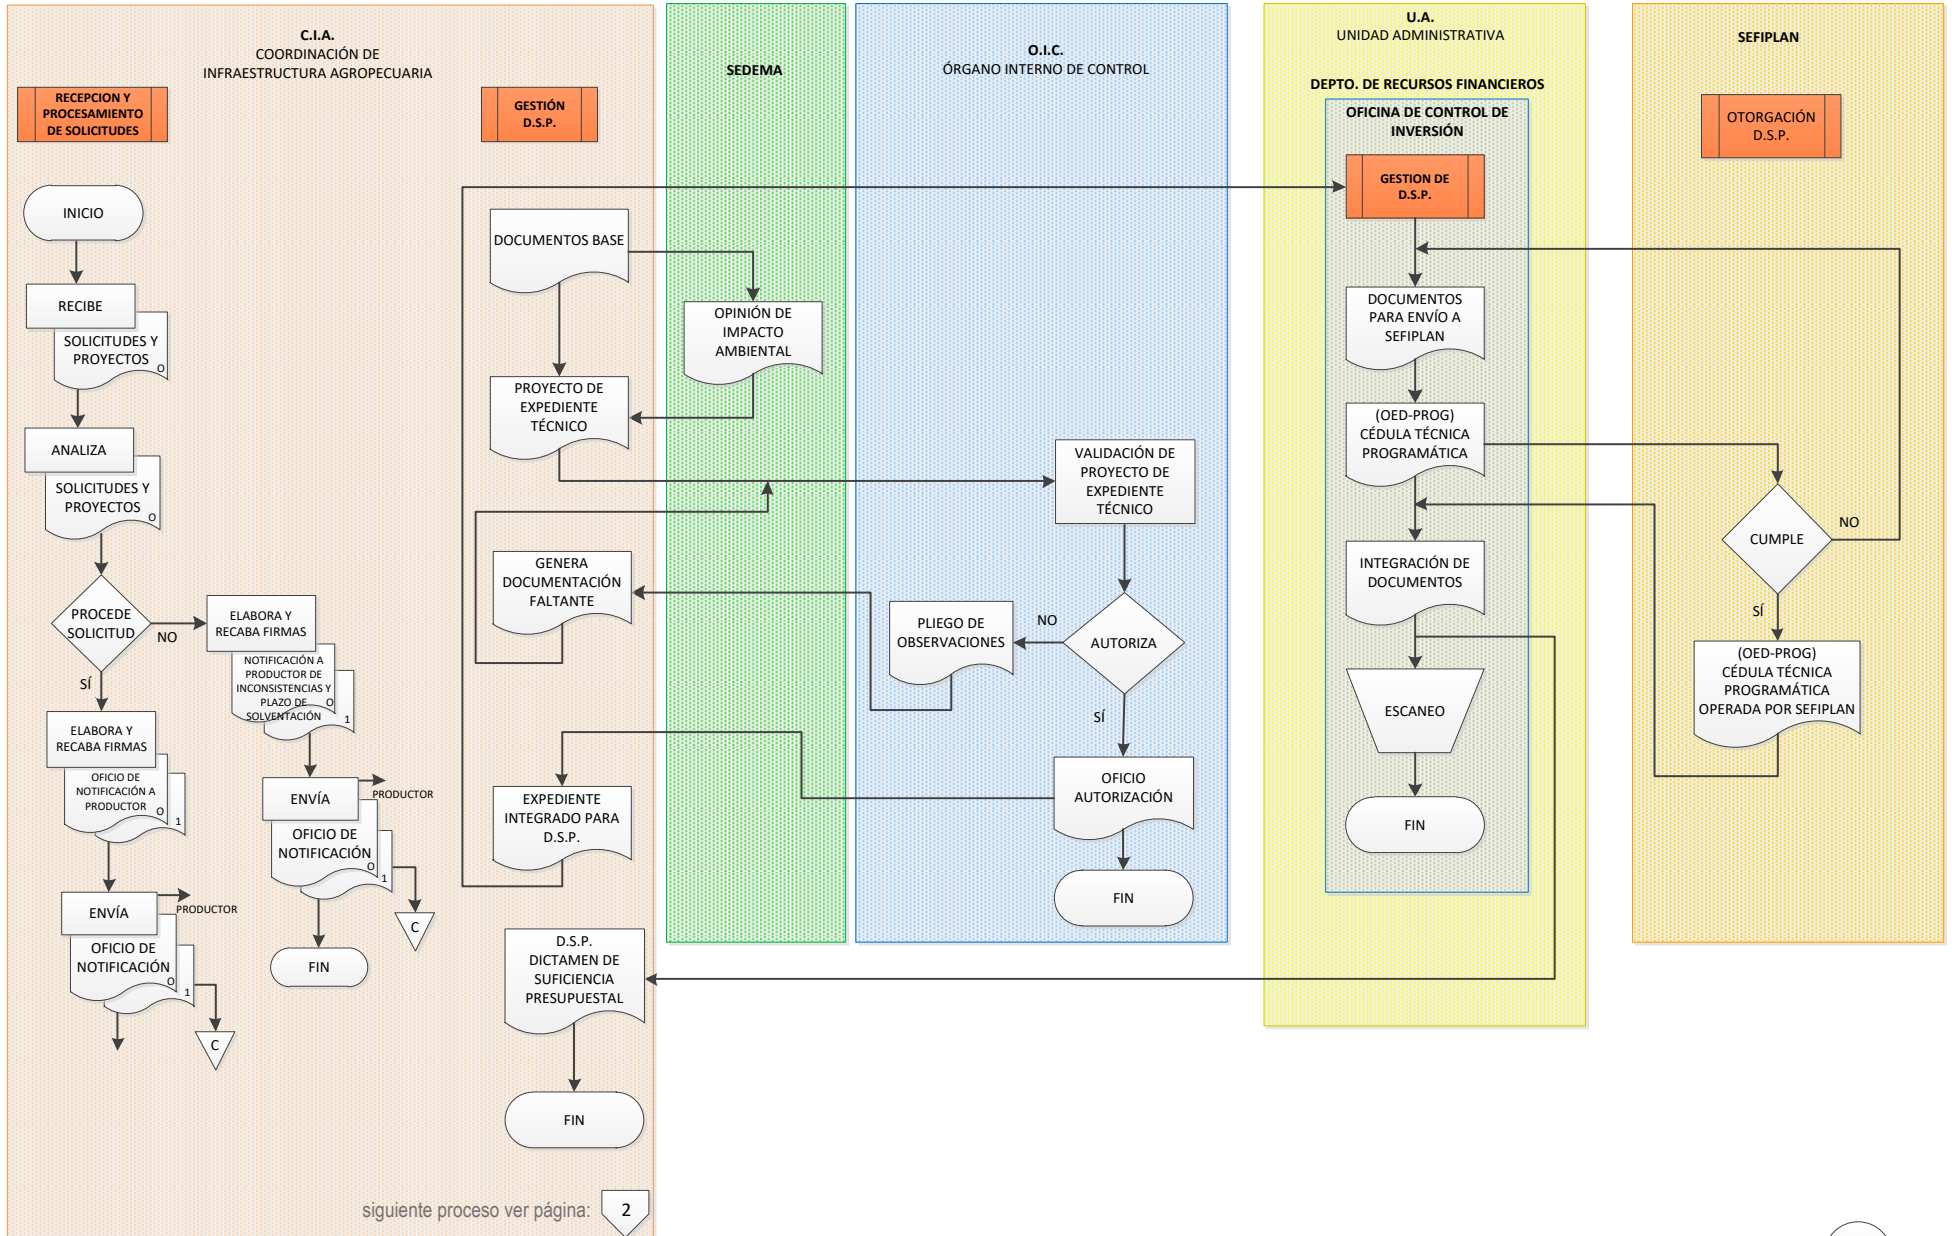 C.I.A.
COORDINACIÓN DE
INFRAESTRUCTURA AGROPECUARIA
RECEPCION Y
PROCESAMIENTO
DE SOLICITUDES
GESTIÓN
D.S.P.
INICIO
RECIBE
SOLICITUDES Y
PROYECTOS
O
ANALIZA
SOLICITUDES Y
PROYECTOS
O
PROCEDE
SOLICITUD
NO
SÍ
ELABORA Y
RECABA FIRMAS
NOTIFICACIÓN A
PRODUCTOR DE
INCONSISTENCIAS Y
PLAZO DE
SOLVENTACIÓN
O
1
ELABORA Y
RECABA FIRMAS
OFICIO DE
NOTIFICACIÓN A
PRODUCTOR
O
1
ENVÍA
PRODUCTOR
OFICIO DE
NOTIFICACIÓN
O
1
C
FIN
ENVÍA
PRODUCTOR
OFICIO DE
NOTIFICACIÓN
O
1
C
DOCUMENTOS BASE
PROYECTO DE
EXPEDIENTE
TÉCNICO
GENERA
DOCUMENTACIÓN
FALTANTE
EXPEDIENTE
INTEGRADO PARA
D.S.P.
D.S.P.
DICTAMEN DE
SUFICIENCIA
PRESUPUESTAL
FIN
siguiente proceso ver página:
2
SEDEMA
OPINIÓN DE
IMPACTO
AMBIENTAL
O.I.C.
ÓRGANO INTERNO DE CONTROL
VALIDACIÓN DE
PROYECTO DE
EXPEDIENTE
TÉCNICO
PLIEGO DE
OBSERVACIONES
NO
AUTORIZA
SÍ
OFICIO
AUTORIZACIÓN
FIN
U.A.
UNIDAD ADMINISTRATIVA
DEPTO. DE RECURSOS FINANCIEROS
OFICINA DE CONTROL DE
INVERSIÓN
GESTION DE
D.S.P.
DOCUMENTOS
PARA ENVÍO A
SEFIPLAN
(OED-PROG)
CÉDULA TÉCNICA
PROGRAMÁTICA
INTEGRACIÓN DE
DOCUMENTOS
ESCANEO
FIN
SEFIPLAN
OTORGACIÓN
D.S.P.
CUMPLE
NO
SÍ
(OED-PROG)
CÉDULA TÉCNICA
PROGRAMÁTICA
OPERADA POR SEFIPLAN